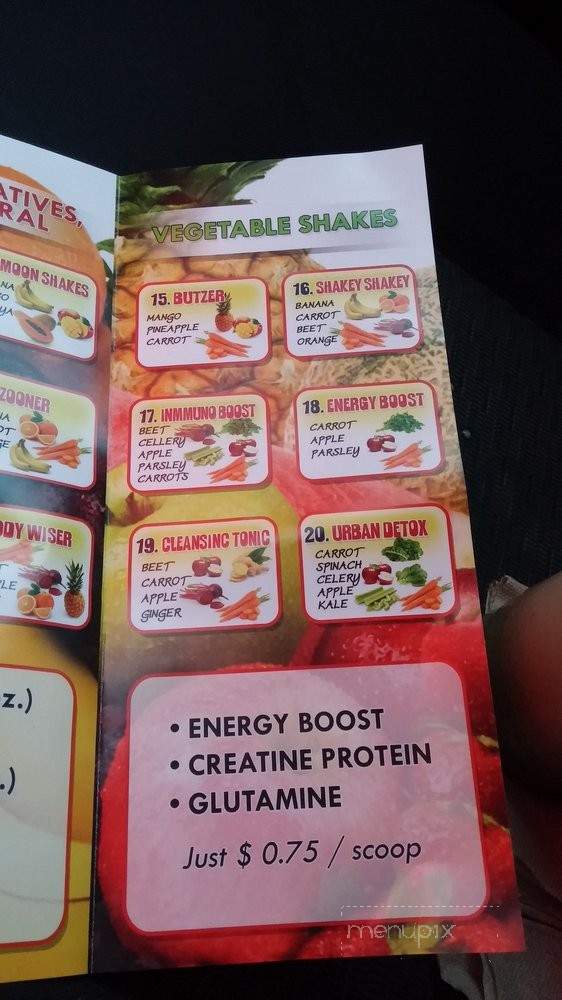 ATIVES,
RAL
MOON SHAKES
ZOONER
ODY WISER
z.)
.)
VEGETABLE SHAKES
15. BUTZER
MANGO
PINEAPPLE
CARROT
16. SHAKEY SHAKEY
BANANA
CARROT
BEET
ORANGE
17. INMMUNO BOOST
BEET
CELLERY
APPLE
PARSLEY
CARROTS
18. ENERGY BOOST
CARROT
APPLE
PARSLEY
19. CLEANSING TONIC
BEET
CARROT
APPLE
GINGER
20. URBAN DETOX
CARROT
SPINACH
CELERY
APPLE
KALE
• ENERGY BOOST
• CREATINE PROTEIN
• GLUTAMINE
Just $ 0.75 / scoop
menupix